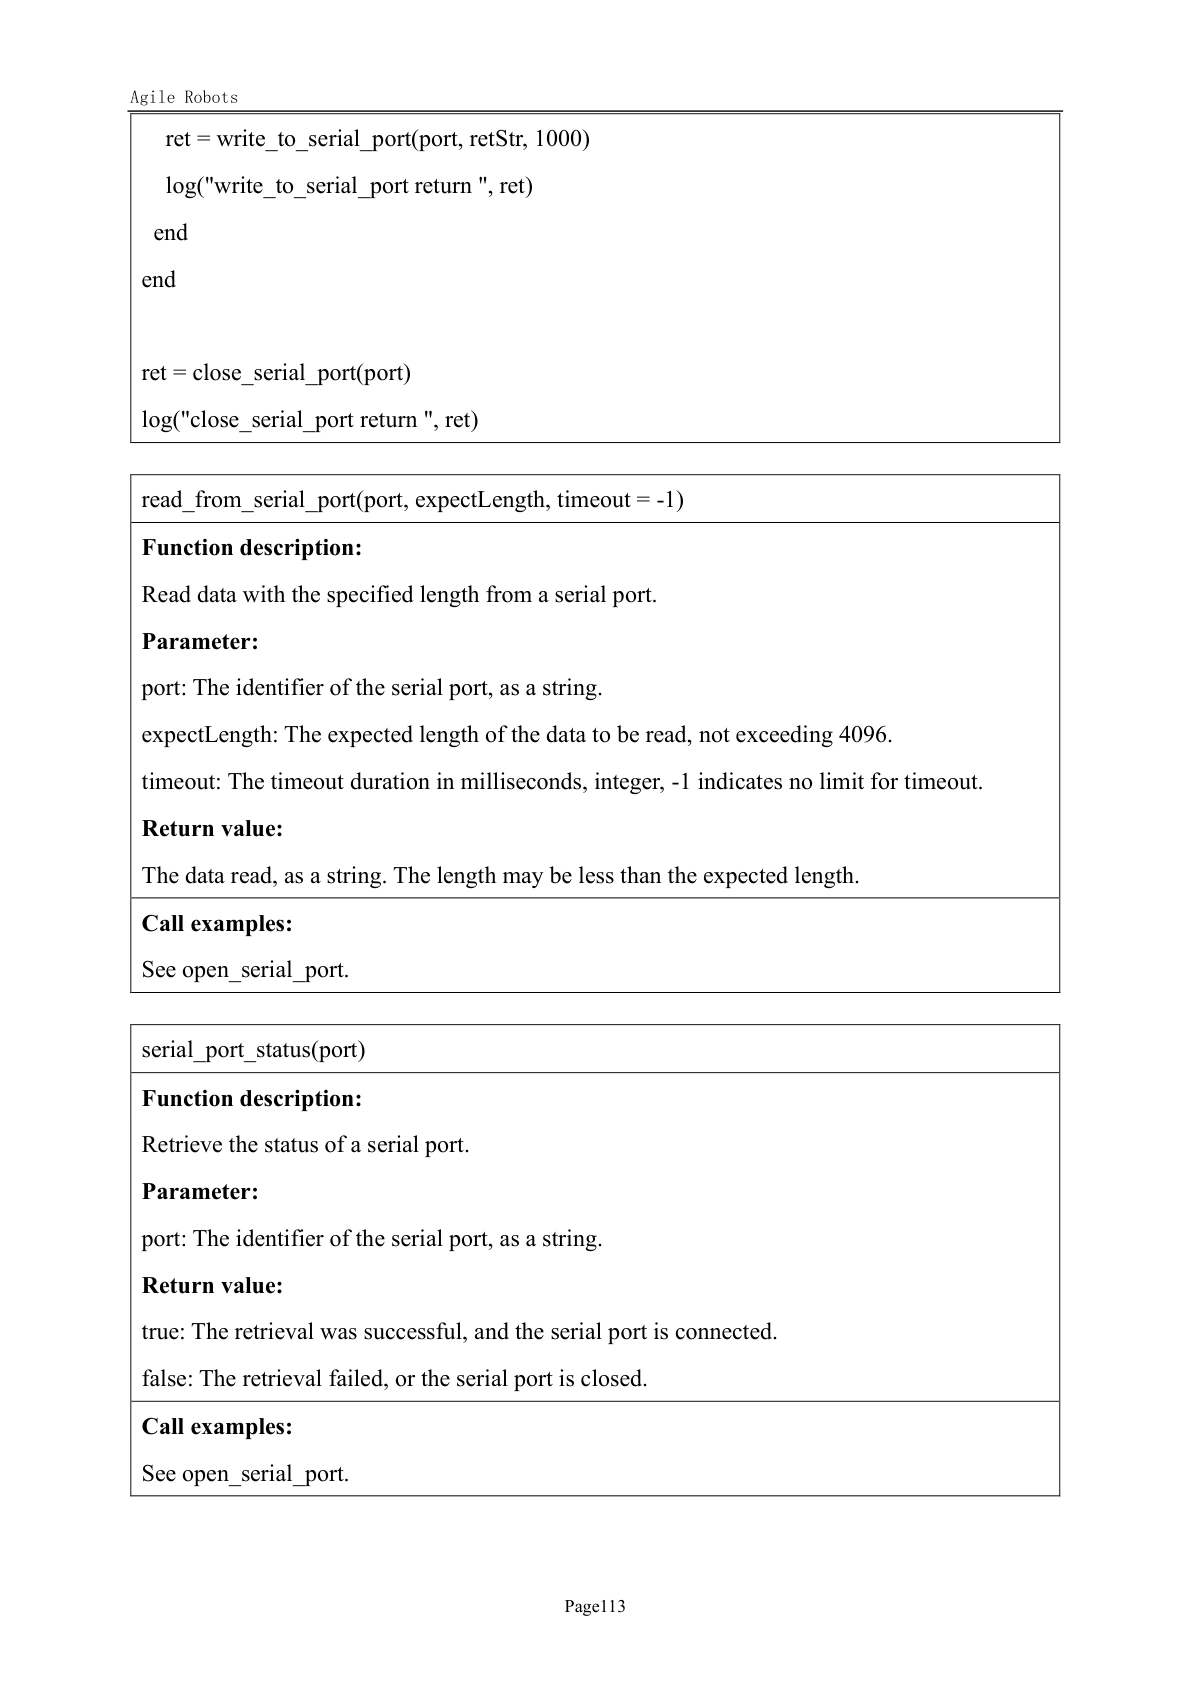 Agile Robots
ret = write_to_serial_port(port, retStr, 1000)
log("write_to_serial_port return ", ret)
end
end
ret = close_serial_port(port)
log("close_serial_port return ", ret)
read_from_serial_port(port, expectLength, timeout = -1)
Function description:
Read data with the specified length from a serial port.
Parameter:
port: The identifier of the serial port, as a string.
expectLength: The expected length of the data to be read, not exceeding 4096.
timeout: The timeout duration in milliseconds, integer, -1 indicates no limit for timeout.
Return value:
The data read, as a string. The length may be less than the expected length.
Call examples:
See open_serial_port.
serial_port_status(port)
Function description:
Retrieve the status of a serial port.
Parameter:
port: The identifier of the serial port, as a string.
Return value:
true: The retrieval was successful, and the serial port is connected.
false: The retrieval failed, or the serial port is closed.
Call examples:
See open_serial_port.
Page113